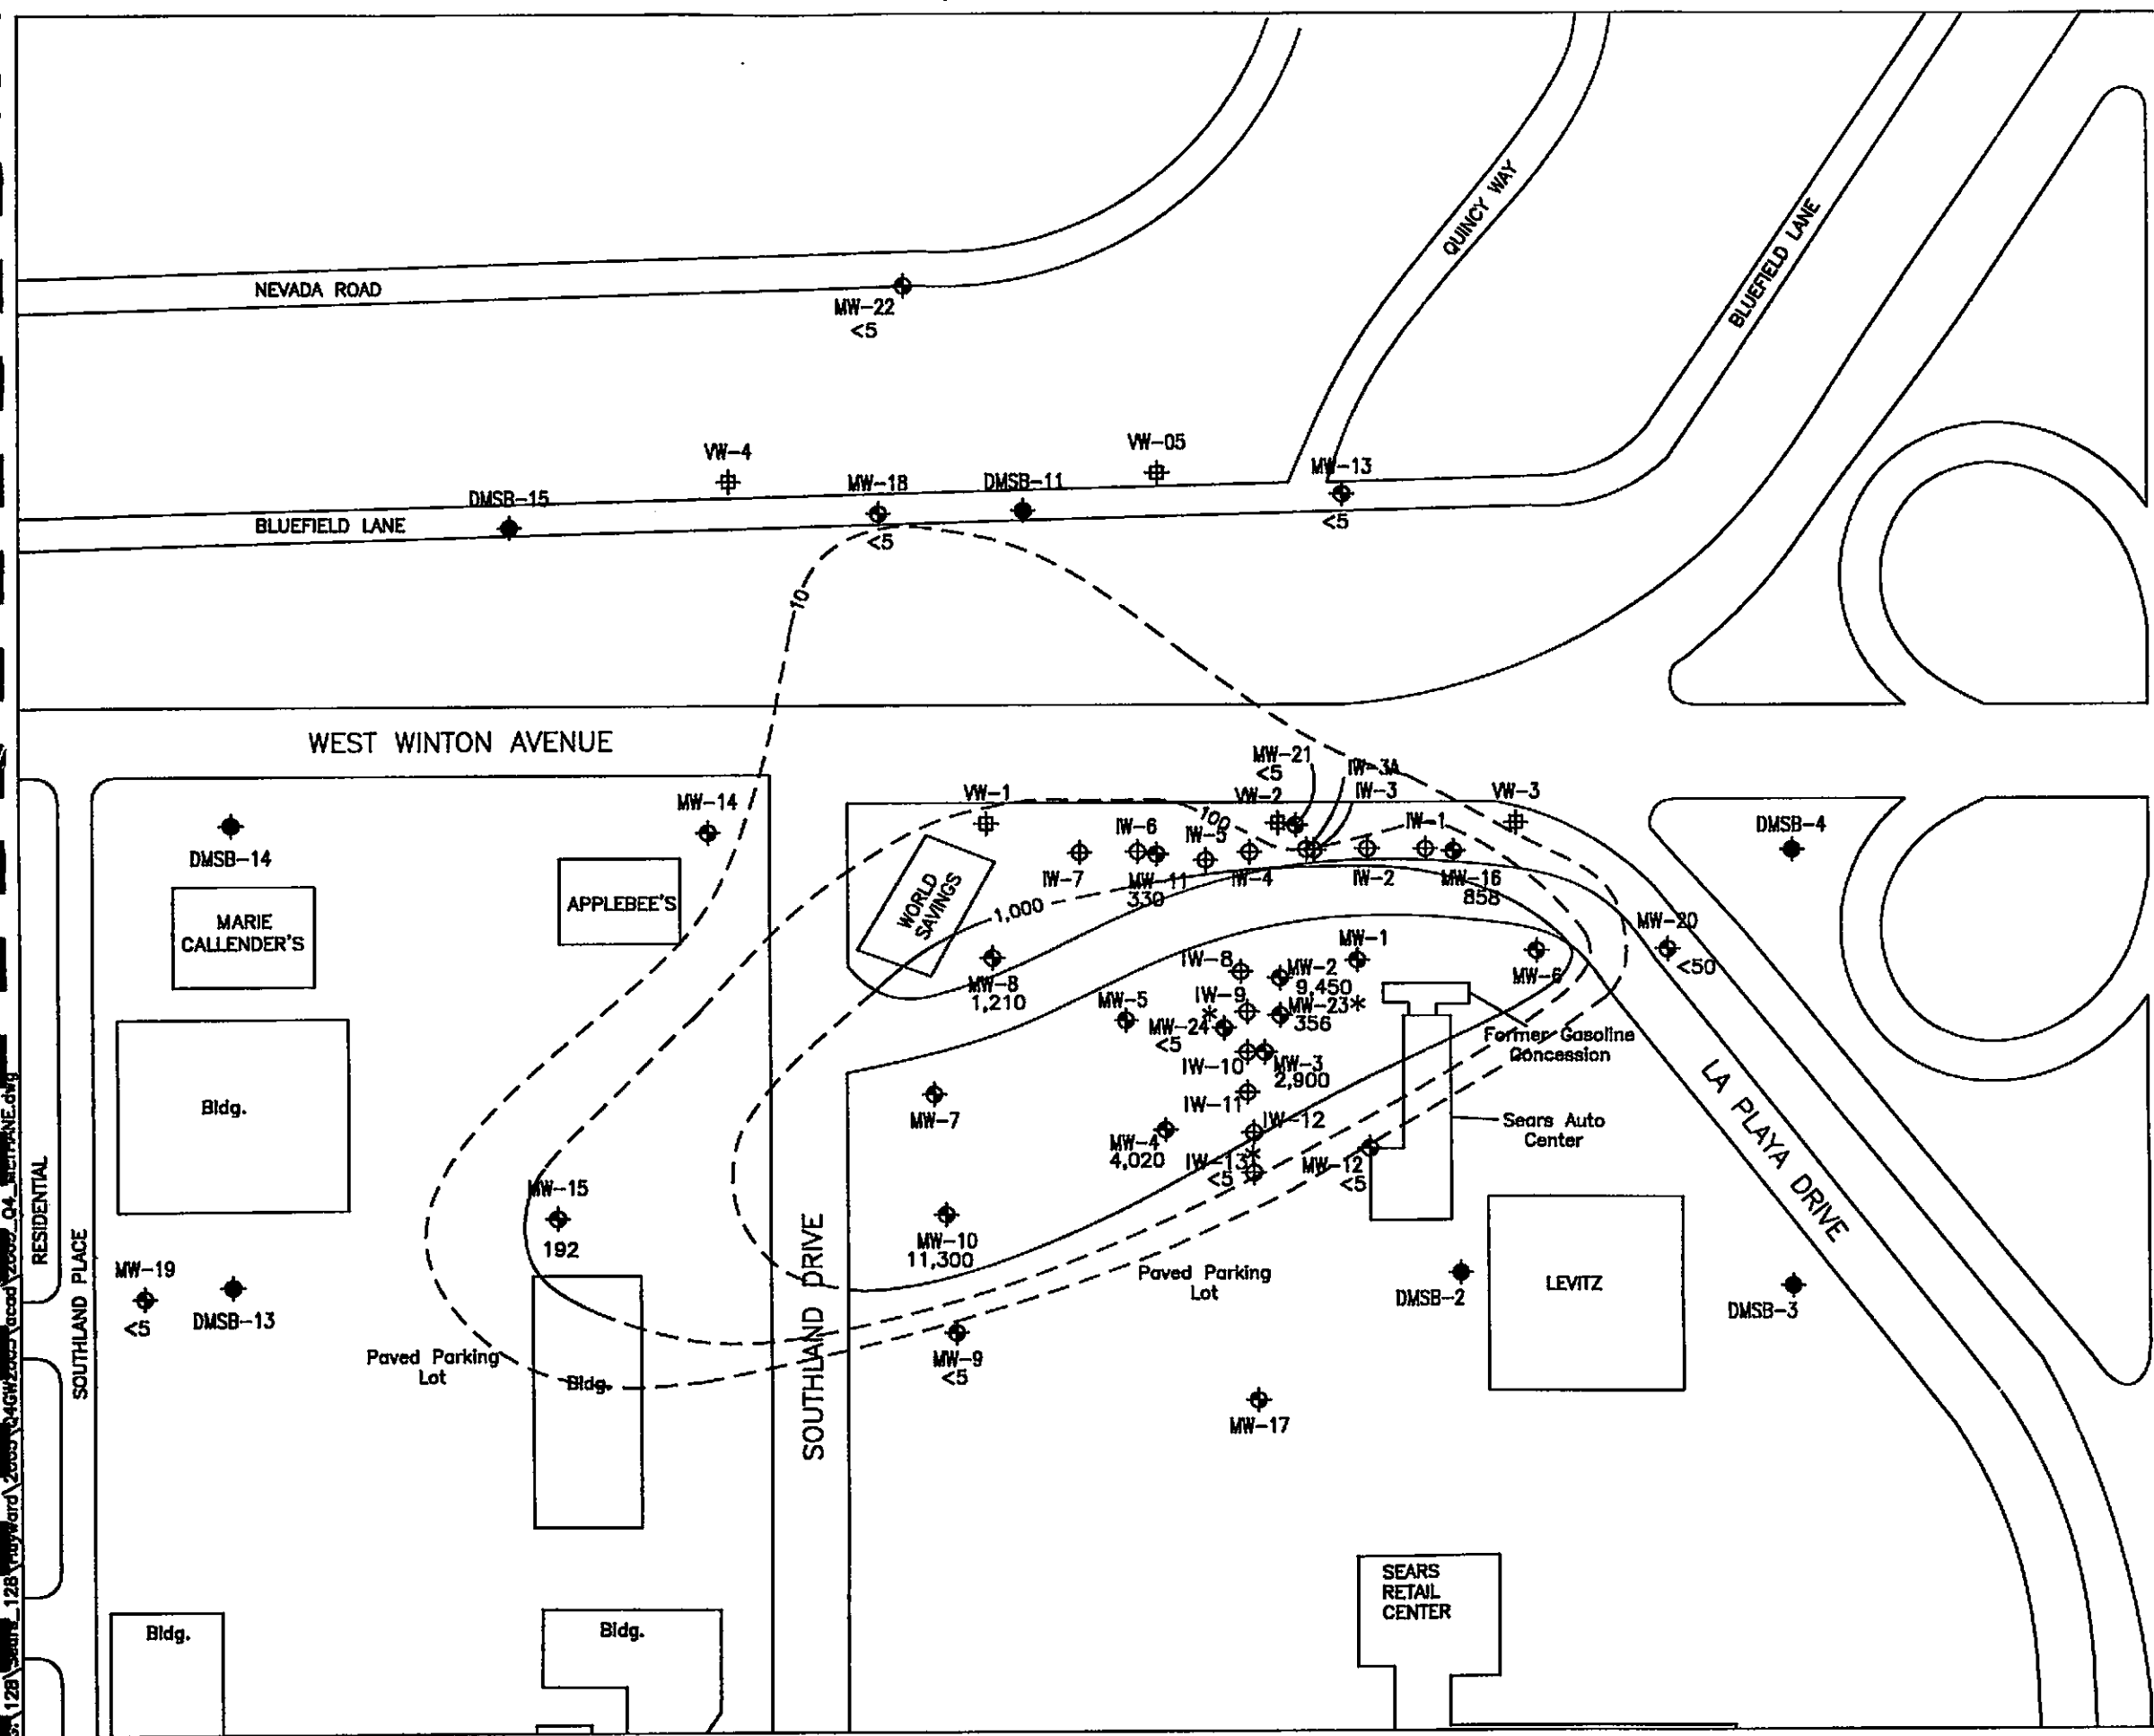 QUINCY WAY
BLUEFIELD LANE
NEVADA ROAD
MW-22
<5
VW-4
VW-05
DMSB-15
MW-18
DMSB-11
MW-13
BLUEFIELD LANE
<5
<5
10
WEST WINTON AVENUE
MW-21
<5
IW-3A
IW-3
VW-1
VW-2
VW-3
MW-14
100
IW-6
IW-5
IW-1
DMSB-4
DMSB-14
IW-7
MW-11
330
IW-4
IW-2
MW-16
858
MARIE
CALLENDER'S
APPLEBEE'S
WORLD
SAVINGS
1,000
MW-20
<50
MW-1
MW-6
IW-8
MW-2
9,450
MW-8
1,210
MW-5
IW-9
*
MW-23*
356
MW-24
<5
Former Gasoline
Concession
IW-10
MW-3
2,900
Bldg.
MW-7
IW-11
LA PLAYA DRIVE
IW-12
MW-4
4,020
*
IW-13
<5
MW-12
<5
Sears Auto
Center
RESIDENTIAL
SOUTHLAND PLACE
MW-15
192
MW-10
11,300
SOUTHLAND DRIVE
MW-19
<5
DMSB-13
Paved Parking
Lot
DMSB-2
LEVITZ
DMSB-3
Paved Parking
Lot
Bldg.
MW-9
<5
MW-17
SEARS
RETAIL
CENTER
Bldg.
Bldg.